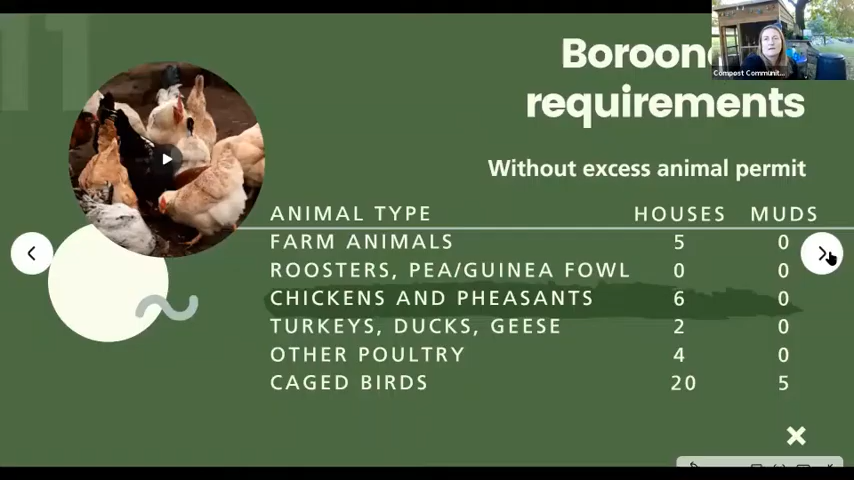 Boroon
requirements
Compost Communit...
Without excess animal permit
ANIMAL TYPE HOUSES MUDS
FARM ANIMALS 5 0
ROOSTERS, PEA/GUINEA FOWL 0 0
CHICKENS AND PHEASANTS 6 0
TURKEYS, DUCKS, GEESE 2 0
OTHER POULTRY 4 0
CAGED BIRDS 20 5